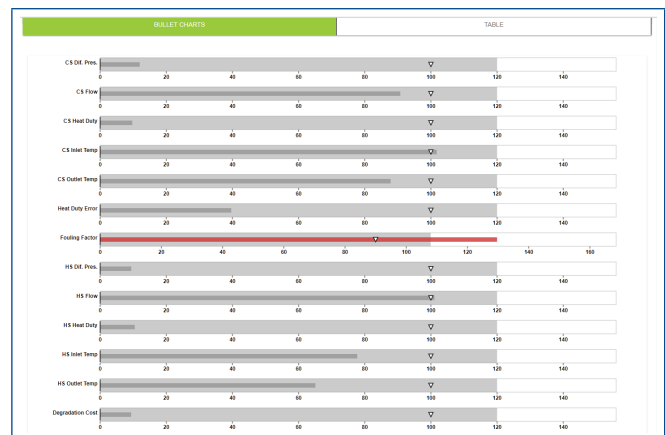 BULLET CHARTS
TABLE
CS Dif. Pres.
0 20 40 60 80 100 120 140
CS Flow
0 20 40 60 80 100 120 140
CS Heat Duty
0 20 40 60 80 100 120 140
CS Inlet Temp
0 20 40 60 80 100 120 140
CS Outlet Temp
0 20 40 60 80 100 120 140
Heat Duty Error
0 20 40 60 80 100 120 140
Fouling Factor
0 20 40 60 80 100 120 140 160
HS Dif. Pres.
0 20 40 60 80 100 120 140
HS Flow
0 20 40 60 80 100 120 140
HS Heat Duty
0 20 40 60 80 100 120 140
HS Inlet Temp
0 20 40 60 80 100 120 140
HS Outlet Temp
0 20 40 60 80 100 120 140
Degradation Cost
0 20 40 60 80 100 120 140